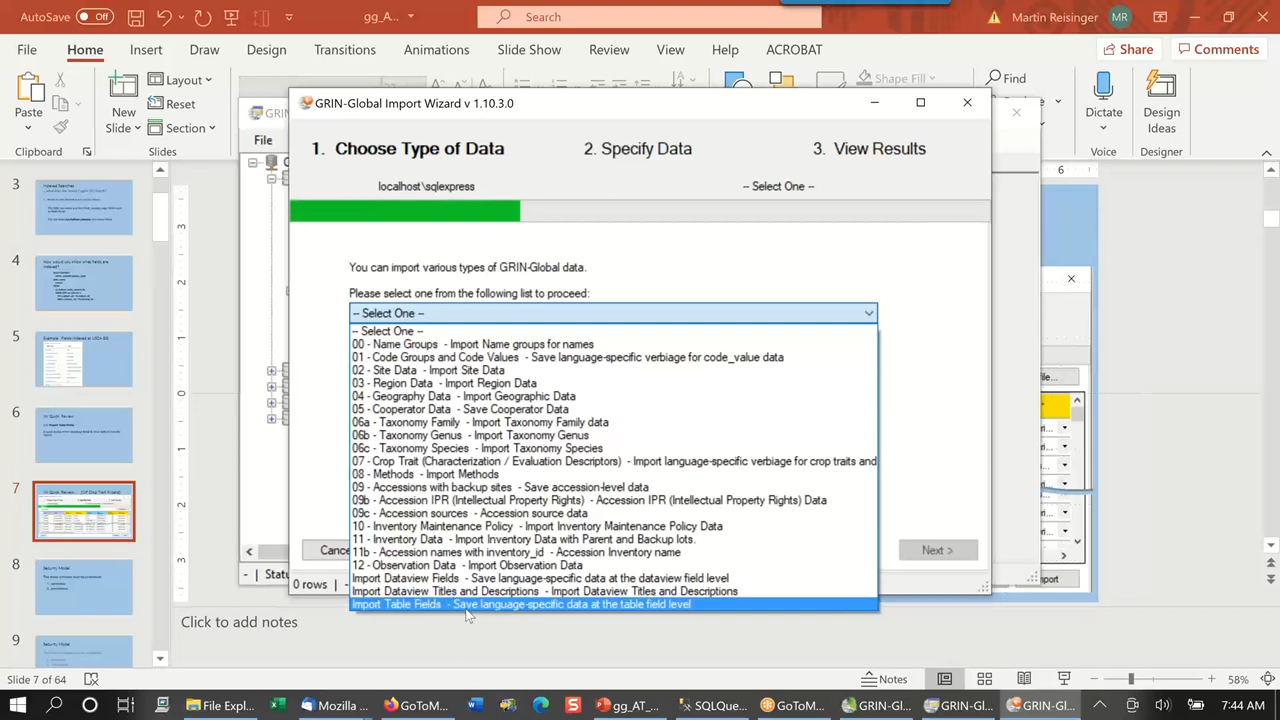 AutoSave Off gg_A... Search Martin Reisinger MR
File Home Insert Draw Design Transitions Animations Slide Show Review View Help ACROBAT Share Comments
Paste
Clipboard
New
Slide
Layout
Reset
Section
Slides
Shape Fill
Find
Dictate
Voice
Design
Ideas
Designer
GRIN-Global Import Wizard v 1.10.3.0
File
1. Choose Type of Data 2. Specify Data 3. View Results
localhost\sqlexpress -- Select One --
You can import various types of GRIN-Global data.
Please select one from the following list to proceed:
-- Select One --
-- Select One --
00 - Name Groups - Import Name groups for names
01 - Code Groups and Code Values - Save language-specific verbiage for code_value data
02 - Site Data - Import Site Data
03 - Region Data - Import Region Data
04 - Geography Data - Import Geographic Data
05 - Cooperator Data - Save Cooperator Data
06a - Taxonomy Family - Import Taxonomy Family data
06b - Taxonomy Genus - Import Taxonomy Genus
06c - Taxonomy Species - Import Taxonomy Species
07 - Crop Trait (Characterization / Evaluation Descriptors) - Import language-specific verbiage for crop traits and
08 - Methods - Import Methods
09 - Accessions with backup sites - Save accession-level data
09b - Accession IPR (Intellectual Property Rights) - Accession IPR (Intellectual Property Rights) Data
09c - Accession sources - Accession source data
10 - Inventory Maintenance Policy - Import Inventory Maintenance Policy Data
11 - Inventory Data - Import Inventory Data with Parent and Backup lots.
11b - Accession names with inventory_id - Accession Inventory name
12 - Observation Data - Import Observation Data
Import Dataview Fields - Save language-specific data at the dataview field level
Import Dataview Titles and Descriptions - Import Dataview Titles and Descriptions
Import Table Fields - Save language-specific data at the table field level
Next >
0 rows
3
4
5
6
7
8
9
Click to add notes
Slide 7 of 64 Notes 58%
File Expl... Mozilla ... GoToM... gg_AT_... SQLQue... GoToM... GRIN-Gl... GRIN-Gl... GRIN-Gl... 7:44 AM